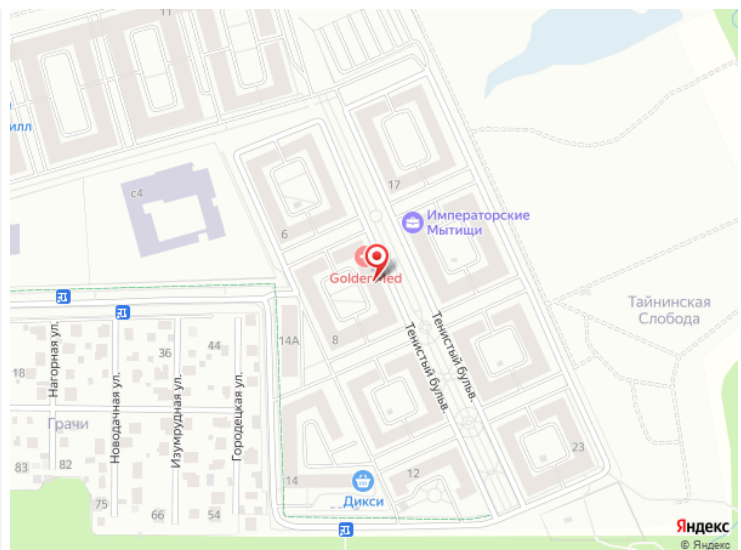 11
илл
с4
17
Императорские
Мытищи
6
GoldenMed
Тайнинская
Слобода
14А
8
Тенистый бульв.
Тенистый бульв.
36
44
18
Нагорная ул.
Новодачная ул.
Изумрудная ул.
Городецкая ул.
Грачи
83
82
75
66
54
14
12
23
Дикси
Яндекс
© Яндекс